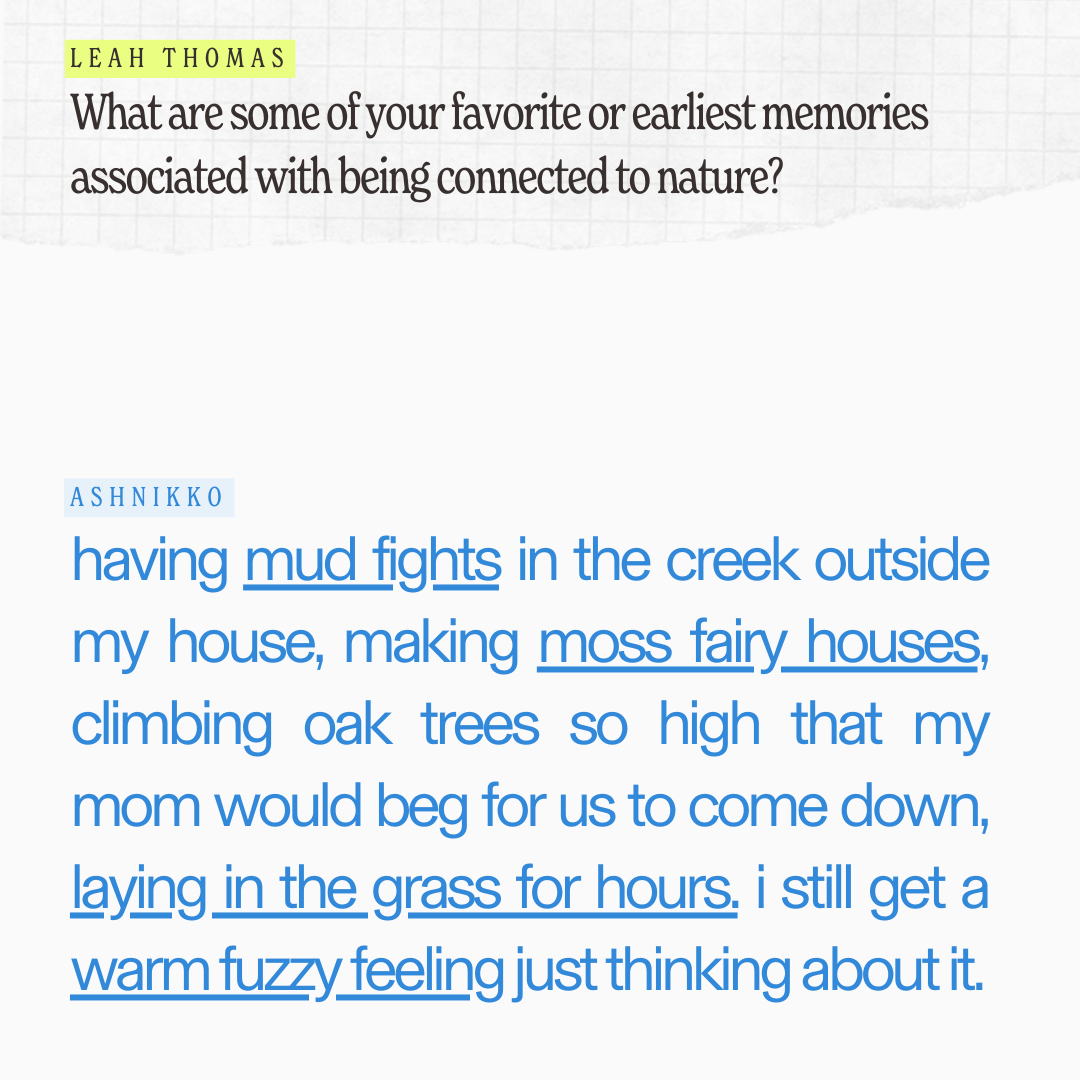 LEAH THOMAS
What are some of your favorite or earliest memories
associated with being connected to nature?
ASHNIKKO
having mud fights in the creek outside
my house, making moss fairy houses,
climbing oak trees so high that my
mom would beg for us to come down,
laying in the grass for hours. i still get a
warm fuzzy feeling just thinking about it.